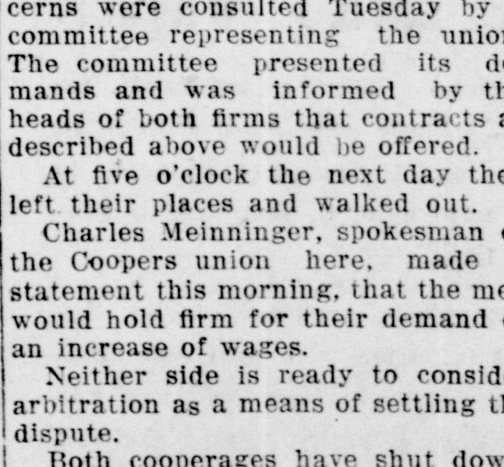 cerns were consulted Tuesday by
committee representing the union
The committee presented its de
mands and was informed by th
heads of both firms that contracts a
described above would be offered.
At five o'clock the next day the
left their places and walked out.
Charles Meinninger, spokesman
the Coopers union here, made
statement this morning, that the me
would hold firm for their demand
an increase of wages.
Neither side is ready to consid
arbitration as a means of settling th
dispute.
Both cooperages have shut dow